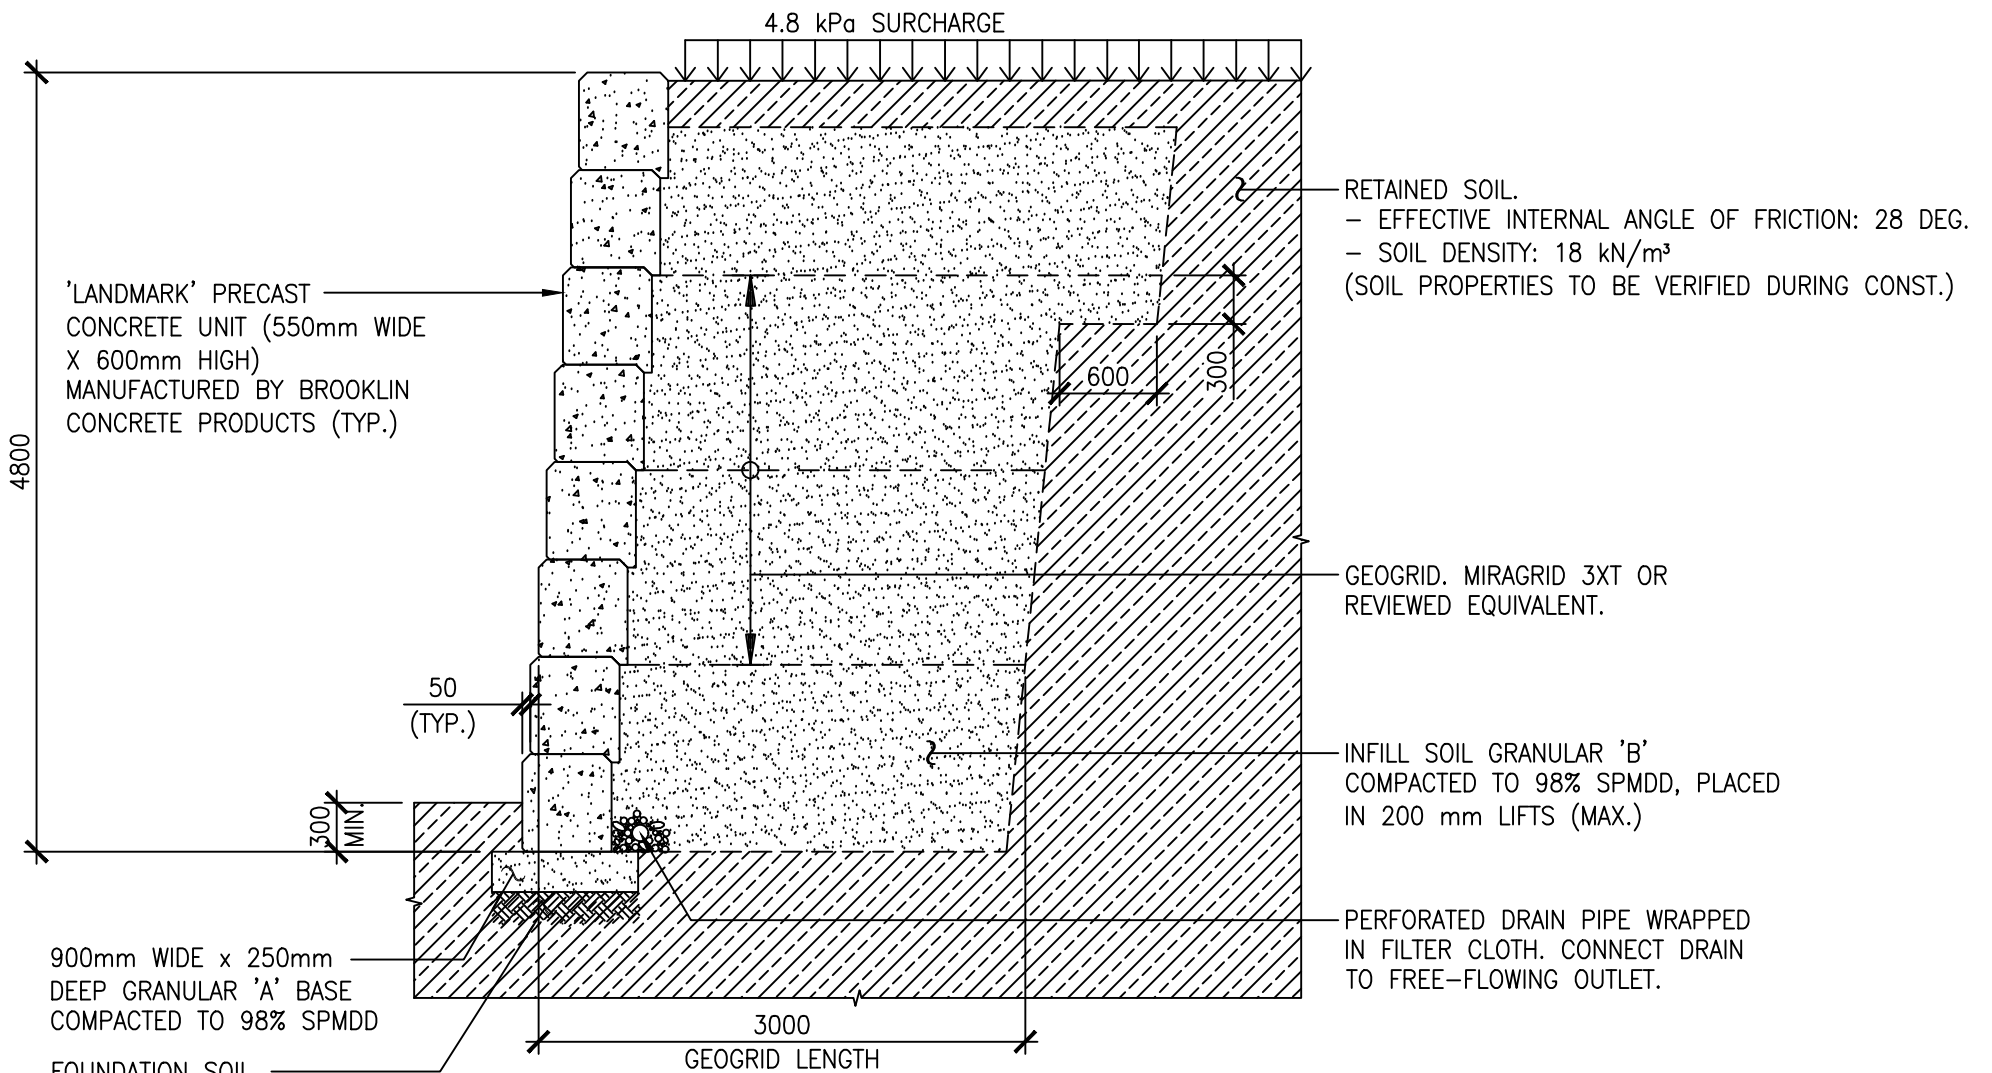 4.8 kPa SURCHARGE
RETAINED SOIL.
– EFFECTIVE INTERNAL ANGLE OF FRICTION: 28 DEG.
– SOIL DENSITY: 18 kN/m³
(SOIL PROPERTIES TO BE VERIFIED DURING CONST.)
'LANDMARK' PRECAST
CONCRETE UNIT (550mm WIDE
X 600mm HIGH)
MANUFACTURED BY BROOKLIN
CONCRETE PRODUCTS (TYP.)
600
300
4800
GEOGRID. MIRAGRID 3XT OR
REVIEWED EQUIVALENT.
50
(TYP.)
INFILL SOIL GRANULAR 'B'
COMPACTED TO 98% SPMDD, PLACED
IN 200 mm LIFTS (MAX.)
300
MIN.
PERFORATED DRAIN PIPE WRAPPED
IN FILTER CLOTH. CONNECT DRAIN
TO FREE–FLOWING OUTLET.
900mm WIDE x 250mm
DEEP GRANULAR 'A' BASE
COMPACTED TO 98% SPMDD
3000
GEOGRID LENGTH
FOUNDATION SOIL